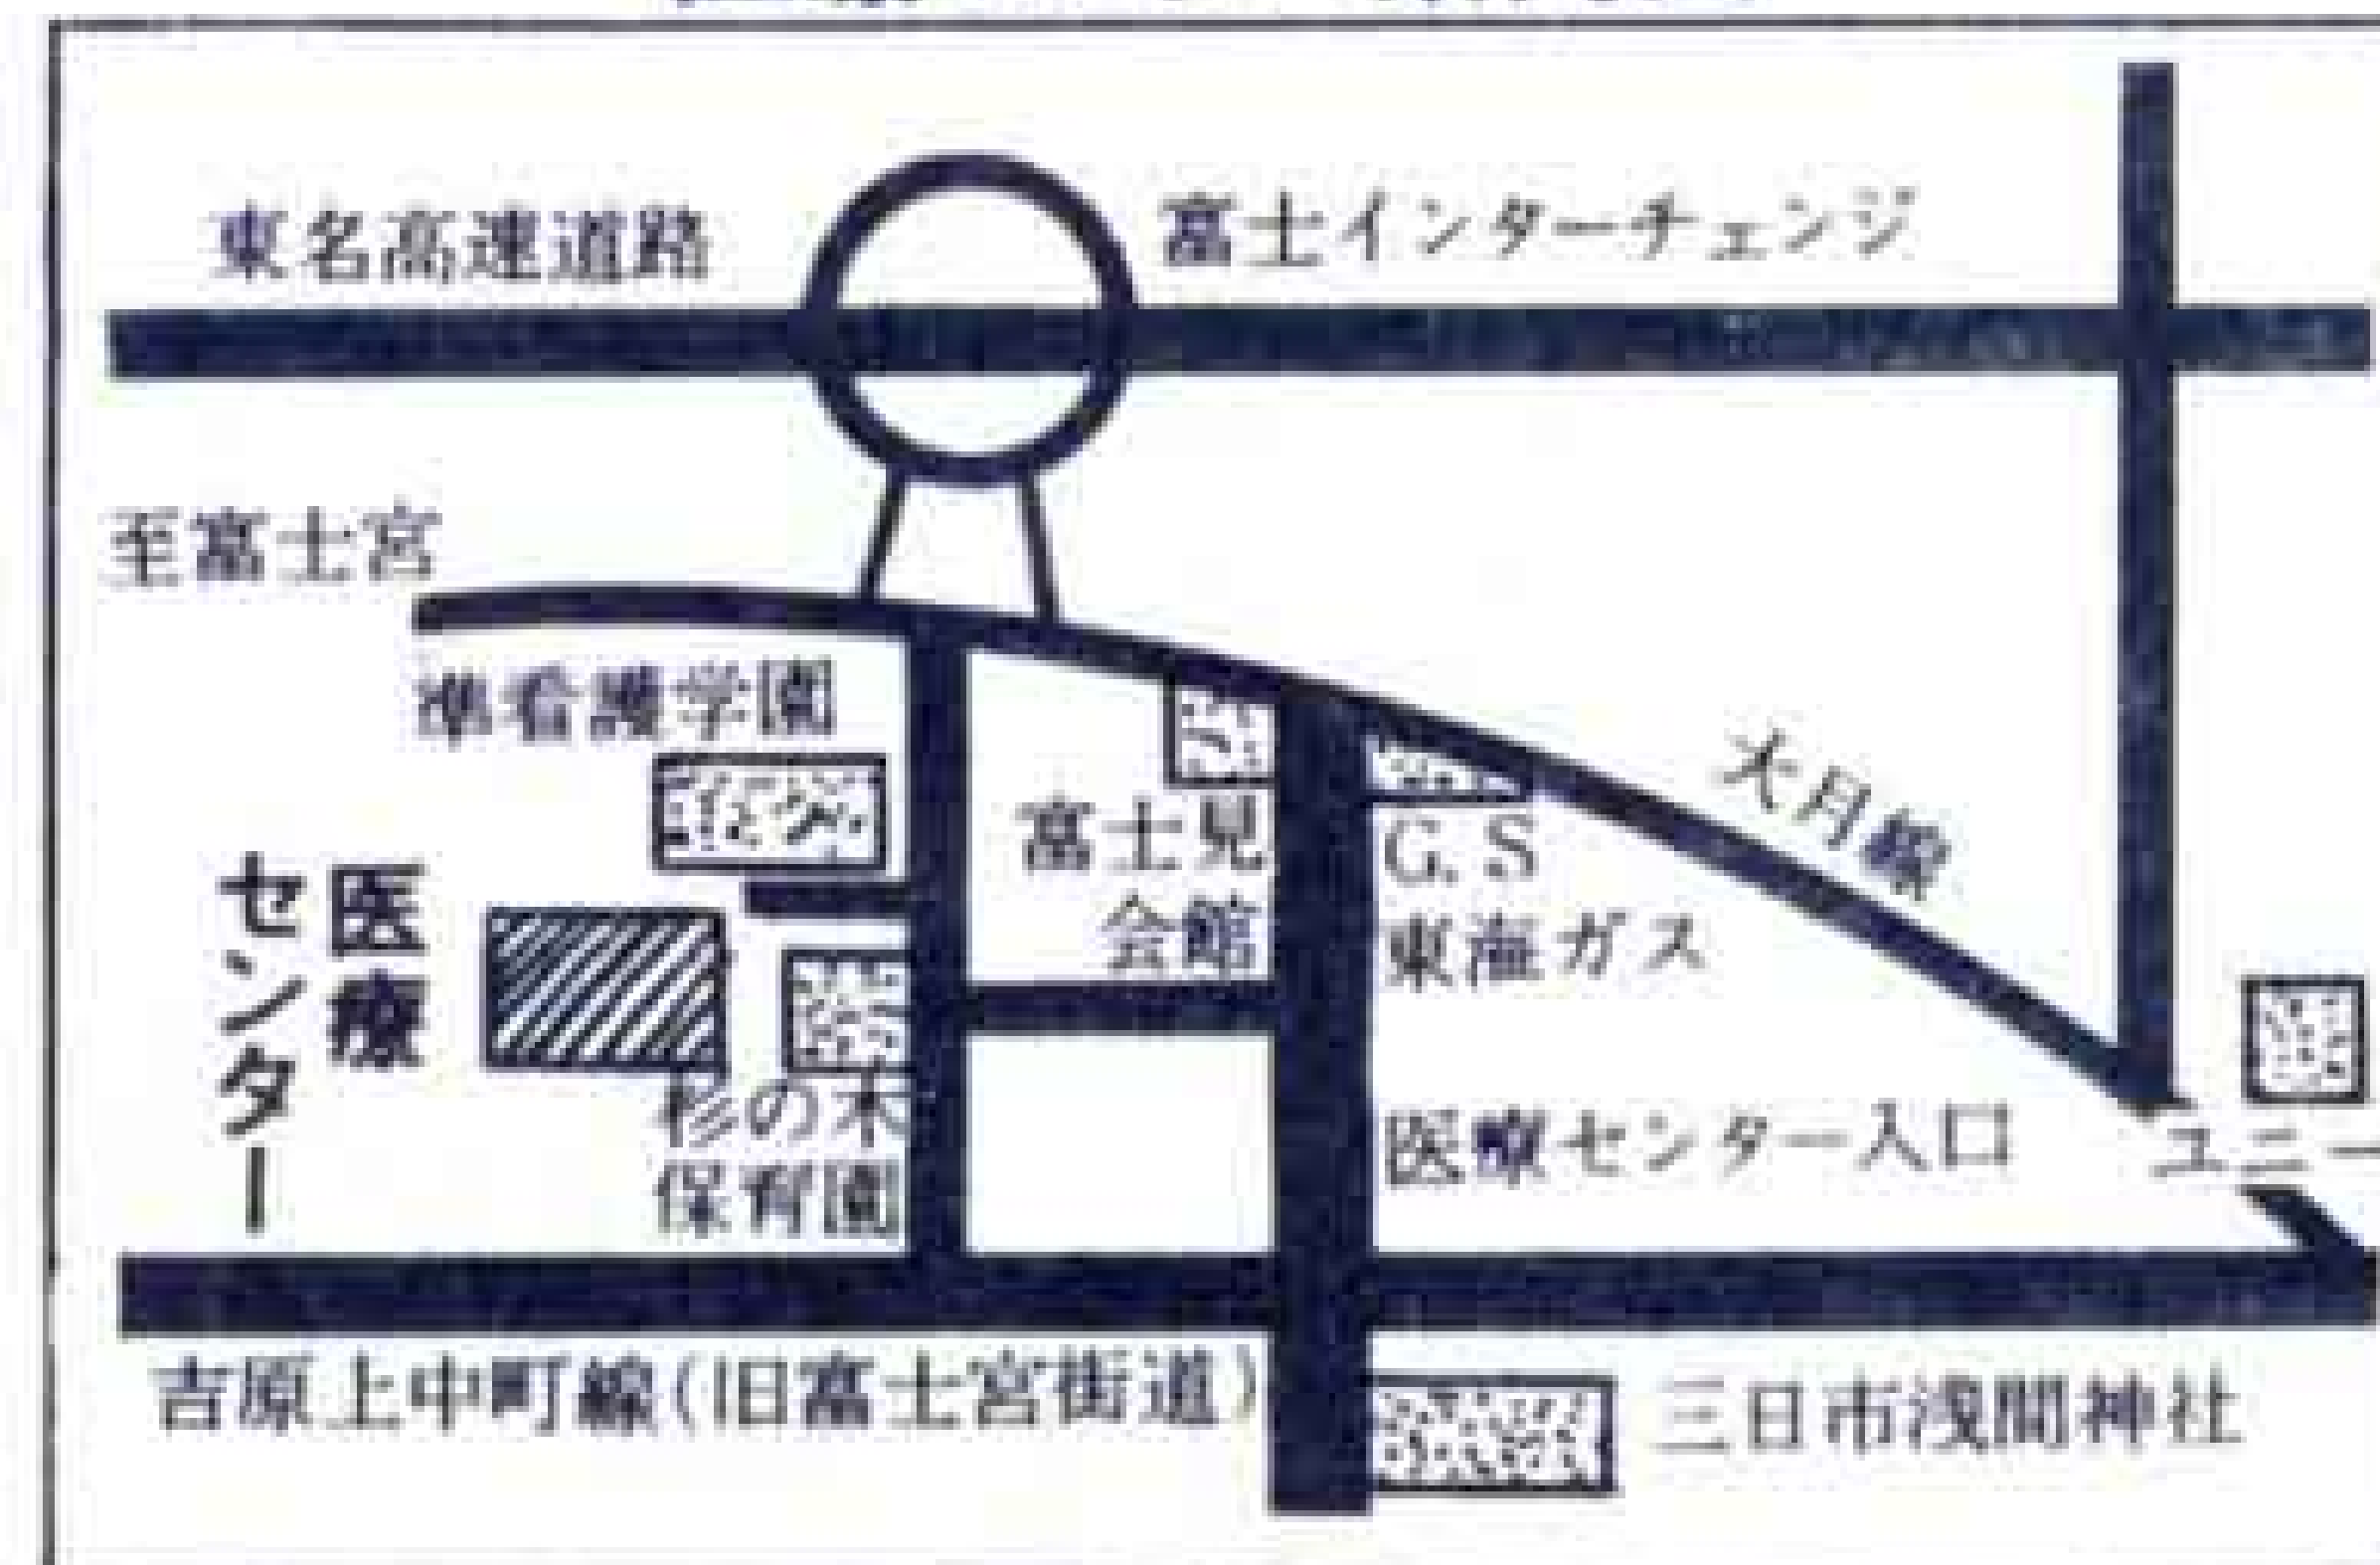 東名高速道路
富士インターチェンジ
至富士宮
準看護学園
大月線
富士見
会館
G.S
東海ガス
医療
センター
杉の木
保育園
医療センター入口
ユニー
吉原上中町線(旧富士宮街道)
三日市浅間神社